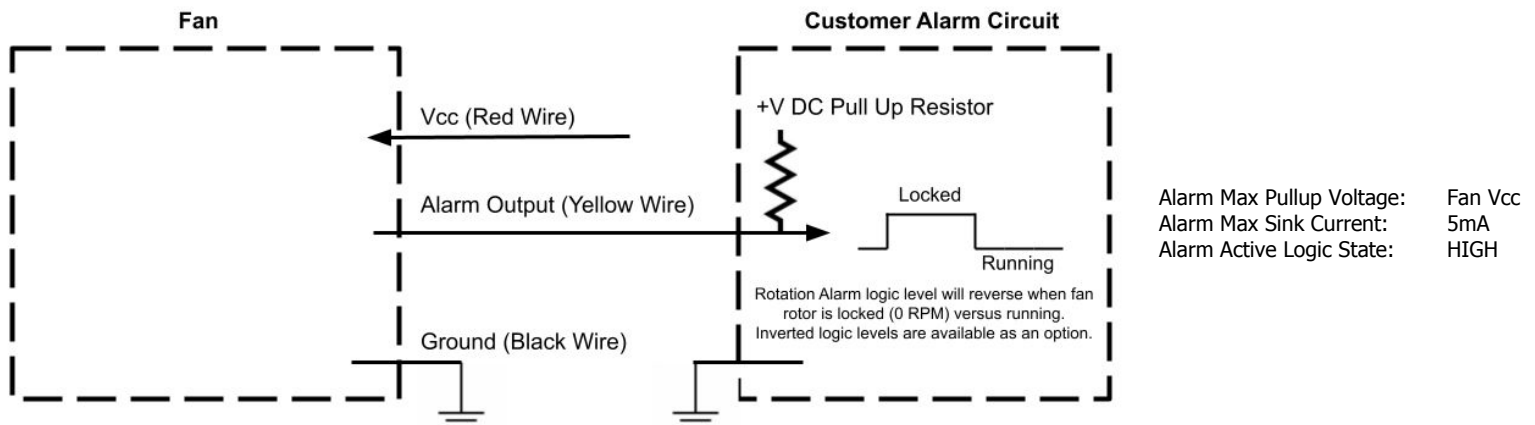 Fan
Customer Alarm Circuit
Vcc (Red Wire)
Alarm Output (Yellow Wire)
Ground (Black Wire)
+V DC Pull Up Resistor
Locked
Running
Rotation Alarm logic level will reverse when fan
rotor is locked (0 RPM) versus running.
Inverted logic levels are available as an option.
Alarm Max Pullup Voltage: Fan Vcc
Alarm Max Sink Current: 5mA
Alarm Active Logic State: HIGH